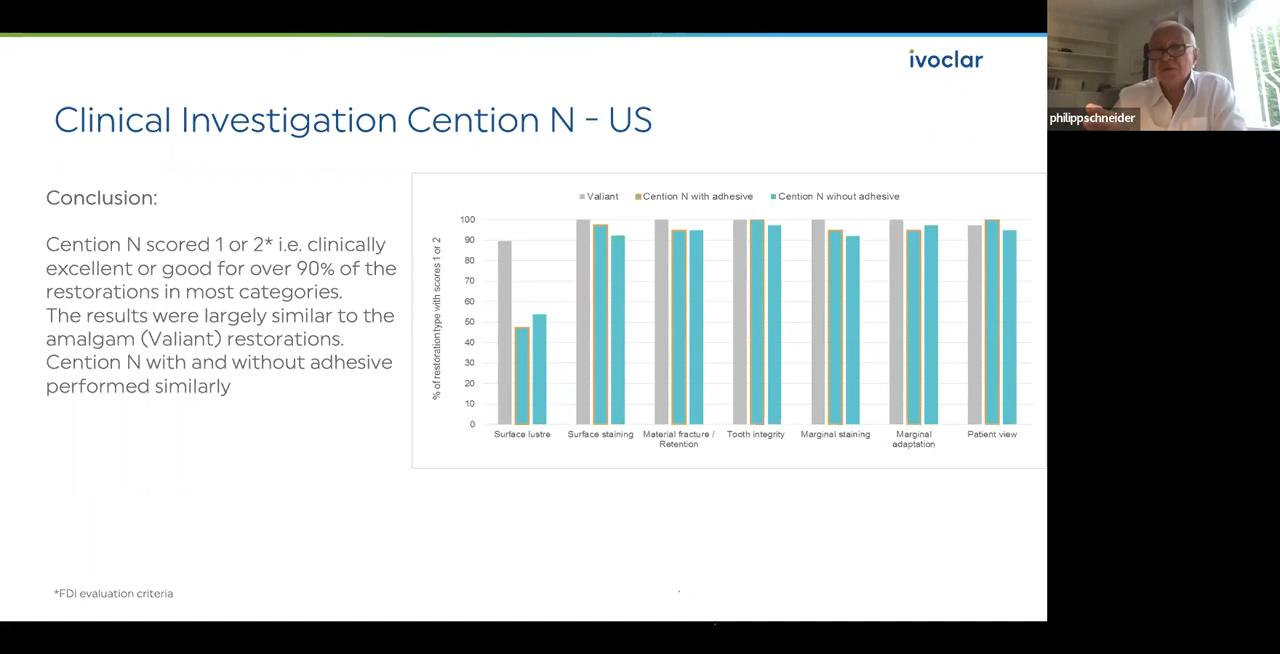 ivoclar
philippschneider
Clinical Investigation Cention N - US
Conclusion:
Cention N scored 1 or 2* i.e. clinically
excellent or good for over 90% of the
restorations in most categories.
The results were largely similar to the
amalgam (Valiant) restorations.
Cention N with and without adhesive
performed similarly
Valiant Cention N with adhesive Cention N wihout adhesive
% of restorationtype with scores 1 or 2
100
90
80
70
60
50
40
30
20
10
0
Surface lustre Surface staining Material fracture / Tooth integrity Marginal staining Marginal Patient view
Retention adaptation
*FDI evaluation criteria